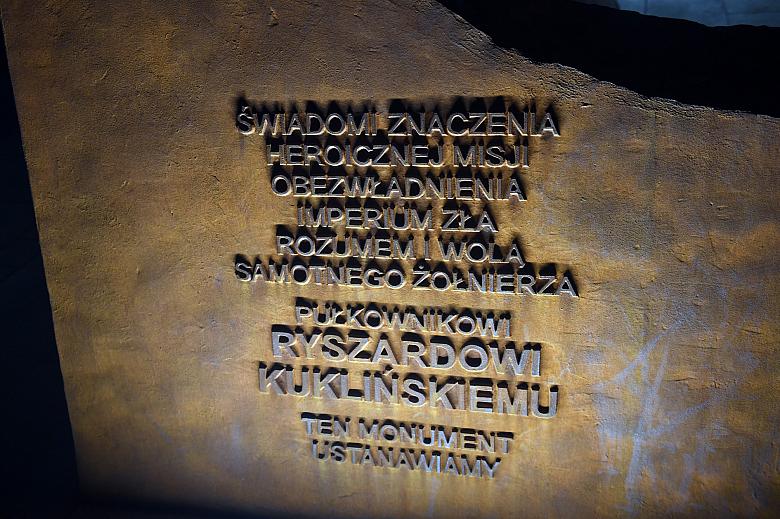 ŚWIADOMI ZNACZENIA
HEROICZNEJ MISJI
OBEZWŁADNIENIA
IMPERIUM ZŁA
ROZUMEM I WOLĄ
SAMOTNEGO ŻOŁNIERZA
PUŁKOWNIKOWI
RYSZARDOWI
KUKLIŃSKIEMU
TEN MONUMENT
USTANAWIAMY